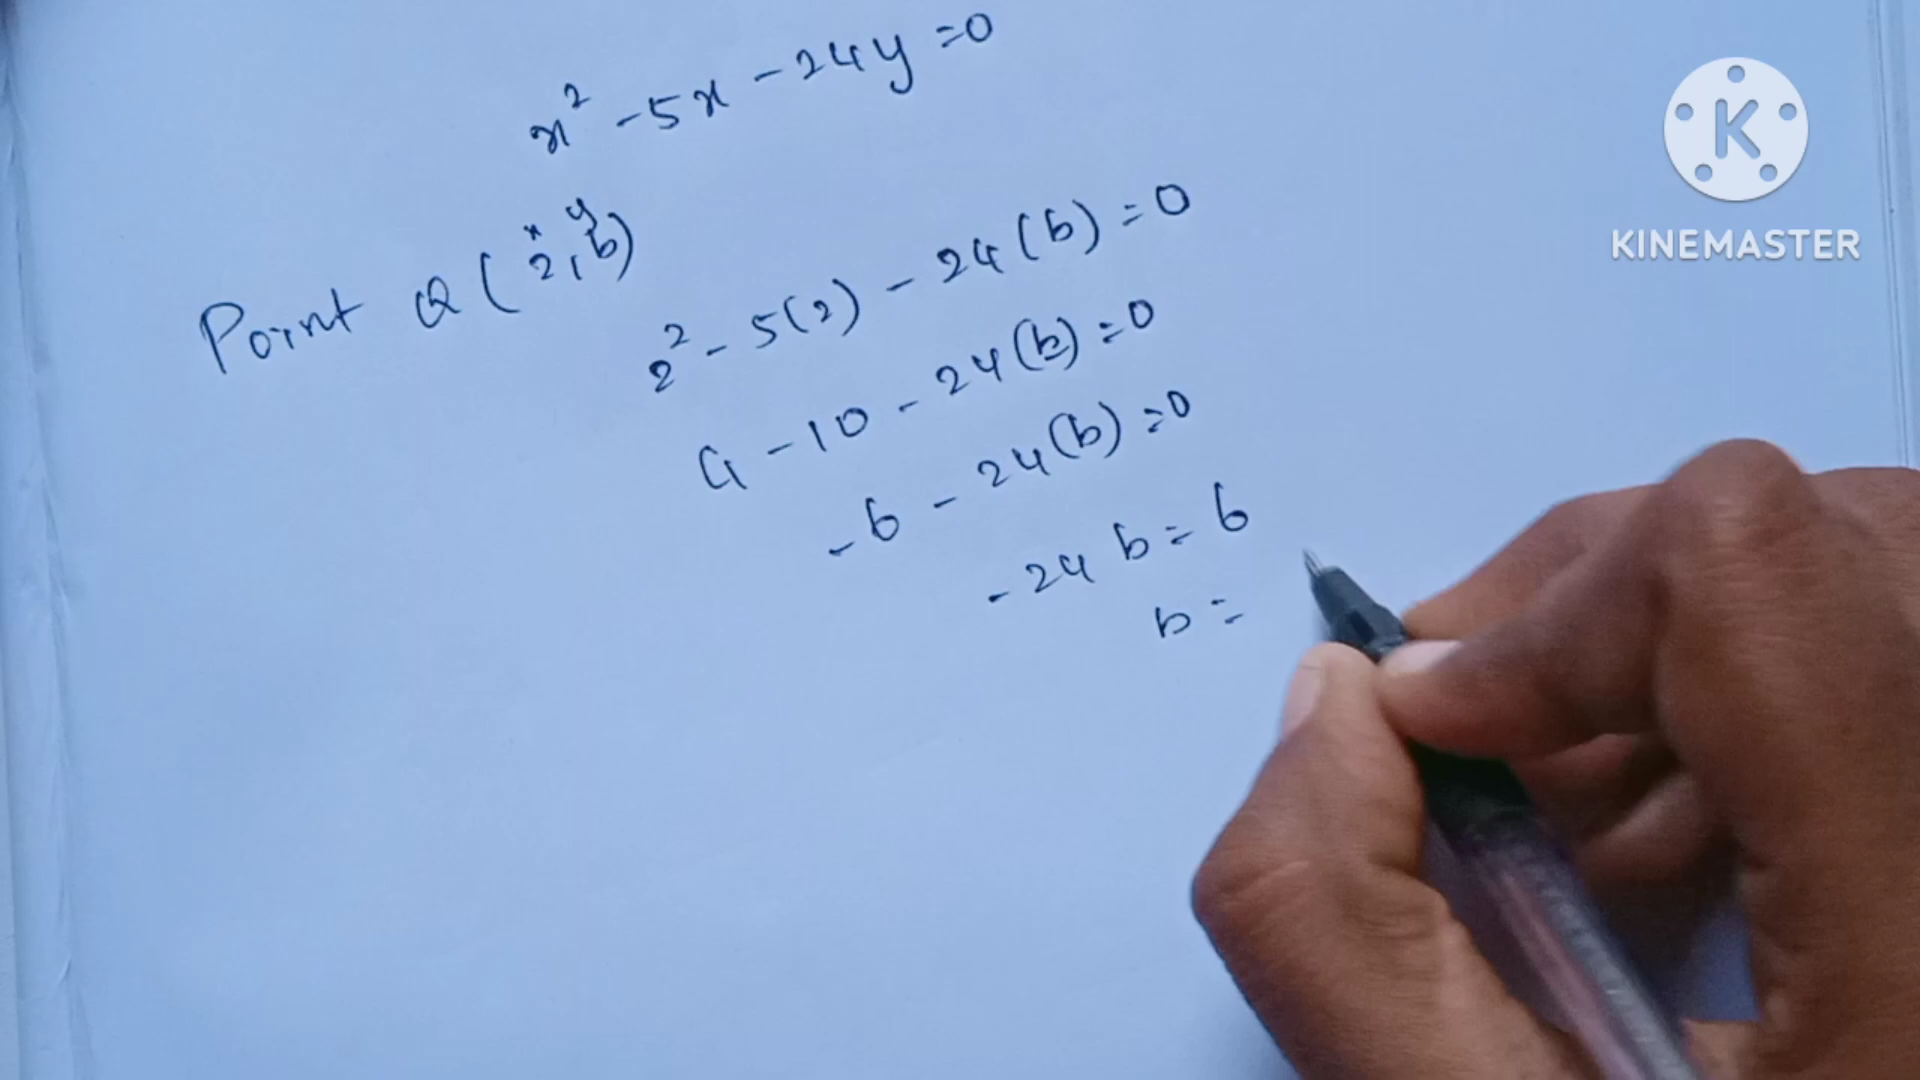 x² - 5x - 24y = 0
x y
Point Q (2, b)
2² - 5(2) - 24(b) = 0
4 - 10 - 24(b) = 0
-6 - 24(b) = 0
-24 b = 6
b =
K
KINEMASTER